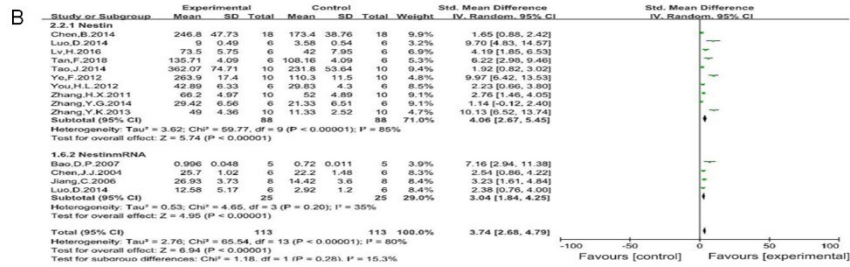 B
Experimental Control Std. Mean Difference Std. Mean Difference
Study or Subgroup Mean SD Total Mean SD Total Weight IV. Random. 95% CI IV. Random. 95% CI
2.2.1 Nestin
Chen,B.2014 246.8 47.73 18 173.4 38.76 18 9.9% 1.65 [0.88, 2.42]
Luo,D.2014 9 0.49 6 3.58 0.54 6 3.2% 9.70 [4.83, 14.57]
Lv,H.2016 73.5 5.75 6 42 7.95 6 6.6% 4.19 [1.85, 6.53]
Tan,F.2018 135.71 4.09 6 108.16 4.09 6 5.0% 6.22 [2.98, 9.46]
Tao,J.2014 362.07 74.71 10 231.8 53.64 10 9.5% 1.92 [0.82, 3.02]
Ye,F.2012 263.9 17.4 10 110.3 11.5 10 4.6% 9.97 [6.42, 13.53]
You,H.L.2012 42.89 6.33 6 29.83 4.3 6 8.6% 2.23 [0.66, 3.80]
Zhang,H.X.2011 66.2 4.97 10 52 4.89 10 9.1% 2.76 [1.46, 4.05]
Zhang,Y.G.2014 29.42 6.56 6 21.33 6.51 6 9.4% 1.14 [-0.12, 2.40]
Zhang,Y.K.2013 49 4.36 10 11.33 2.52 10 4.5% 10.13 [6.52, 13.74]
Subtotal (95% CI) 88 88 71.0% 4.06 [2.67, 5.45]
Heterogeneity: Tau² = 3.62; Chi² = 59.77, df = 9 (P < 0.00001); I² = 85%
Test for overall effect: Z = 5.74 (P < 0.00001)
1.6.2 NestinmRNA
Bao,D.P.2007 0.996 0.048 5 0.72 0.011 5 3.9% 7.16 [2.94, 11.38]
Chen,J.J.2004 25.7 1.02 6 22.2 1.48 6 8.2% 2.54 [0.86, 4.22]
Jiang,C.2006 26.93 3.73 8 14.42 3.6 8 8.4% 3.23 [1.61, 4.84]
Luo,D.2014 12.58 5.17 6 2.92 1.2 6 8.5% 2.38 [0.76, 4.00]
Subtotal (95% CI) 25 25 29.0% 3.04 [1.84, 4.25]
Heterogeneity: Tau² = 0.53; Chi² = 4.65, df = 3 (P = 0.20); I² = 35%
Test for overall effect: Z = 4.95 (P < 0.00001)
Total (95% CI) 113 113 100.0% 3.74 [2.68, 4.79]
Heterogeneity: Tau² = 2.76; Chi² = 65.54, df = 13 (P < 0.00001); I² = 80%
Test for overall effect: Z = 6.94 (P < 0.00001)
Test for subgroup differences: Chi² = 1.18, df = 1 (P = 0.28), I² = 15.3%
-100 -50 0 50 100
Favours [control] Favours [experimental]